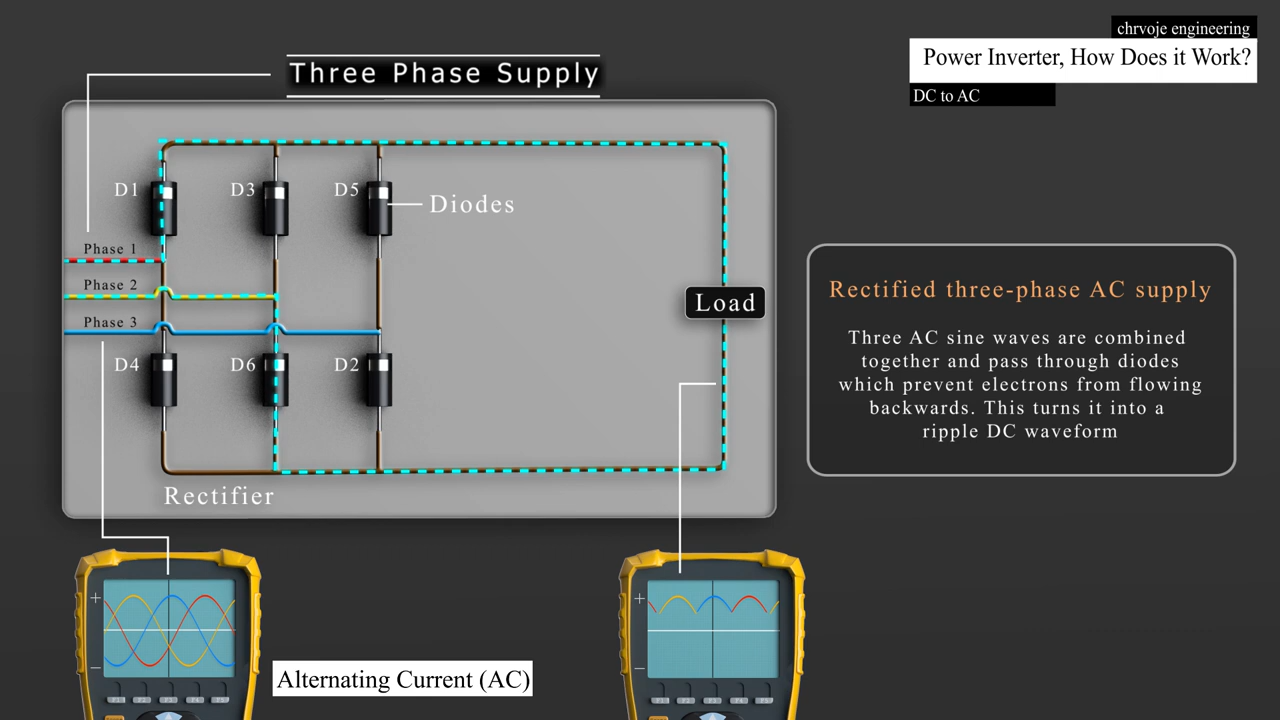 chrvoje engineering
Power Inverter, How Does it Work?
DC to AC
Three Phase Supply
D1
D3
D5
Diodes
Phase 1
Phase 2
Phase 3
Load
D4
D6
D2
Rectifier
Rectified three-phase AC supply
Three AC sine waves are combined
together and pass through diodes
which prevent electrons from flowing
backwards. This turns it into a
ripple DC waveform
+
−
+
−
Alternating Current (AC)